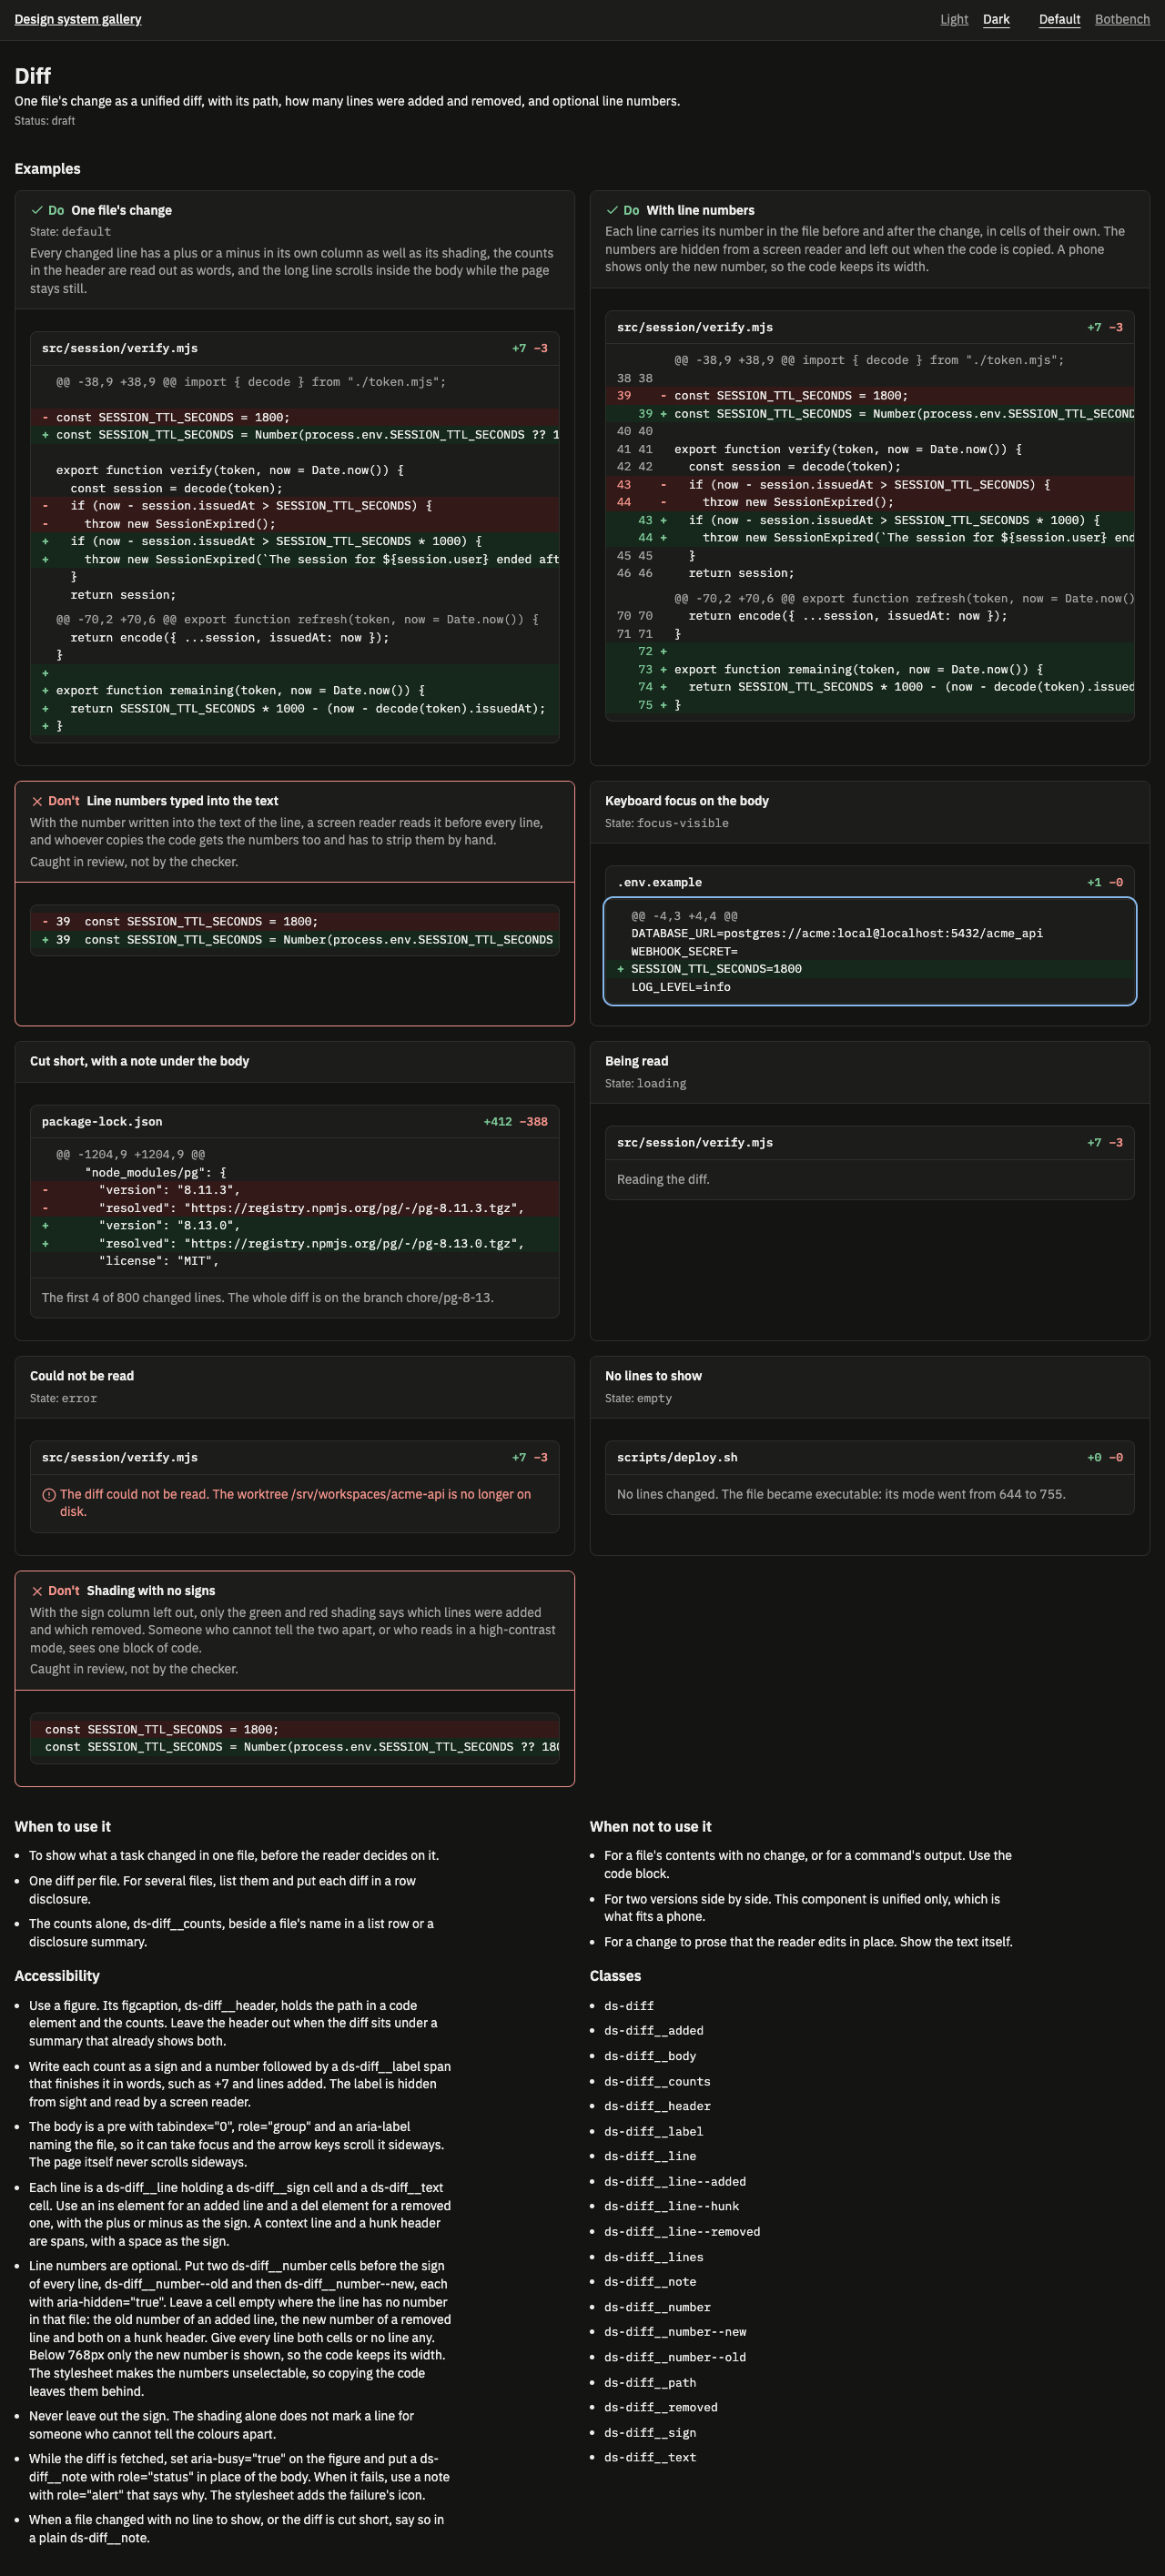 Design system gallery
Light Dark Default Botbench
Diff
One file's change as a unified diff, with its path, how many lines were added and removed, and optional line numbers.
Status: draft
Examples
Do One file's change
State: default
Every changed line has a plus or a minus in its own column as well as its shading, the counts
in the header are read out as words, and the long line scrolls inside the body while the page
stays still.
src/session/verify.mjs +7 −3
@@ -38,9 +38,9 @@ import { decode } from "./token.mjs";
- const SESSION_TTL_SECONDS = 1800;
+ const SESSION_TTL_SECONDS = Number(process.env.SESSION_TTL_SECONDS ?? 1
export function verify(token, now = Date.now()) {
const session = decode(token);
- if (now - session.issuedAt > SESSION_TTL_SECONDS) {
- throw new SessionExpired();
+ if (now - session.issuedAt > SESSION_TTL_SECONDS * 1000) {
+ throw new SessionExpired(`The session for ${session.user} ended aft
}
return session;
@@ -70,2 +70,6 @@ export function refresh(token, now = Date.now()) {
return encode({ ...session, issuedAt: now });
}
+
+ export function remaining(token, now = Date.now()) {
+ return SESSION_TTL_SECONDS * 1000 - (now - decode(token).issuedAt);
+ }
Do With line numbers
Each line carries its number in the file before and after the change, in cells of their own. The
numbers are hidden from a screen reader and left out when the code is copied. A phone
shows only the new number, so the code keeps its width.
src/session/verify.mjs +7 −3
@@ -38,9 +38,9 @@ import { decode } from "./token.mjs";
38 38
39 - const SESSION_TTL_SECONDS = 1800;
39 + const SESSION_TTL_SECONDS = Number(process.env.SESSION_TTL_SECOND
40 40
41 41 export function verify(token, now = Date.now()) {
42 42 const session = decode(token);
43 - if (now - session.issuedAt > SESSION_TTL_SECONDS) {
44 - throw new SessionExpired();
43 + if (now - session.issuedAt > SESSION_TTL_SECONDS * 1000) {
44 + throw new SessionExpired(`The session for ${session.user} end
45 45 }
46 46 return session;
@@ -70,2 +70,6 @@ export function refresh(token, now = Date.now()
70 70 return encode({ ...session, issuedAt: now });
71 71 }
72 +
73 + export function remaining(token, now = Date.now()) {
74 + return SESSION_TTL_SECONDS * 1000 - (now - decode(token).issued
75 + }
Don't Line numbers typed into the text
With the number written into the text of the line, a screen reader reads it before every line,
and whoever copies the code gets the numbers too and has to strip them by hand.
Caught in review, not by the checker.
- 39 const SESSION_TTL_SECONDS = 1800;
+ 39 const SESSION_TTL_SECONDS = Number(process.env.SESSION_TTL_SECONDS
Keyboard focus on the body
State: focus-visible
.env.example +1 −0
@@ -4,3 +4,4 @@
DATABASE_URL=postgres://acme:local@localhost:5432/acme_api
WEBHOOK_SECRET=
+ SESSION_TTL_SECONDS=1800
LOG_LEVEL=info
Cut short, with a note under the body
package-lock.json +412 −388
@@ -1204,9 +1204,9 @@
"node_modules/pg": {
- "version": "8.11.3",
- "resolved": "https://registry.npmjs.org/pg/-/pg-8.11.3.tgz",
+ "version": "8.13.0",
+ "resolved": "https://registry.npmjs.org/pg/-/pg-8.13.0.tgz",
"license": "MIT",
The first 4 of 800 changed lines. The whole diff is on the branch chore/pg-8-13.
Being read
State: loading
src/session/verify.mjs +7 −3
Reading the diff.
Could not be read
State: error
src/session/verify.mjs +7 −3
The diff could not be read. The worktree /srv/workspaces/acme-api is no longer on
disk.
No lines to show
State: empty
scripts/deploy.sh +0 −0
No lines changed. The file became executable: its mode went from 644 to 755.
Don't Shading with no signs
With the sign column left out, only the green and red shading says which lines were added
and which removed. Someone who cannot tell the two apart, or who reads in a high-contrast
mode, sees one block of code.
Caught in review, not by the checker.
const SESSION_TTL_SECONDS = 1800;
const SESSION_TTL_SECONDS = Number(process.env.SESSION_TTL_SECONDS ?? 180
When to use it
• To show what a task changed in one file, before the reader decides on it.
• One diff per file. For several files, list them and put each diff in a row
disclosure.
• The counts alone, ds-diff__counts, beside a file's name in a list row or a
disclosure summary.
When not to use it
• For a file's contents with no change, or for a command's output. Use the
code block.
• For two versions side by side. This component is unified only, which is
what fits a phone.
• For a change to prose that the reader edits in place. Show the text itself.
Accessibility
• Use a figure. Its figcaption, ds-diff__header, holds the path in a code
element and the counts. Leave the header out when the diff sits under a
summary that already shows both.
• Write each count as a sign and a number followed by a ds-diff__label span
that finishes it in words, such as +7 and lines added. The label is hidden
from sight and read by a screen reader.
• The body is a pre with tabindex="0", role="group" and an aria-label
naming the file, so it can take focus and the arrow keys scroll it sideways.
The page itself never scrolls sideways.
• Each line is a ds-diff__line holding a ds-diff__sign cell and a ds-diff__text
cell. Use an ins element for an added line and a del element for a removed
one, with the plus or minus as the sign. A context line and a hunk header
are spans, with a space as the sign.
• Line numbers are optional. Put two ds-diff__number cells before the sign
of every line, ds-diff__number--old and then ds-diff__number--new, each
with aria-hidden="true". Leave a cell empty where the line has no number
in that file: the old number of an added line, the new number of a removed
line and both on a hunk header. Give every line both cells or no line any.
Below 768px only the new number is shown, so the code keeps its width.
The stylesheet makes the numbers unselectable, so copying the code
leaves them behind.
• Never leave out the sign. The shading alone does not mark a line for
someone who cannot tell the colours apart.
• While the diff is fetched, set aria-busy="true" on the figure and put a ds-
diff__note with role="status" in place of the body. When it fails, use a note
with role="alert" that says why. The stylesheet adds the failure's icon.
• When a file changed with no line to show, or the diff is cut short, say so in
a plain ds-diff__note.
Classes
• ds-diff
• ds-diff__added
• ds-diff__body
• ds-diff__counts
• ds-diff__header
• ds-diff__label
• ds-diff__line
• ds-diff__line--added
• ds-diff__line--hunk
• ds-diff__line--removed
• ds-diff__lines
• ds-diff__note
• ds-diff__number
• ds-diff__number--new
• ds-diff__number--old
• ds-diff__path
• ds-diff__removed
• ds-diff__sign
• ds-diff__text